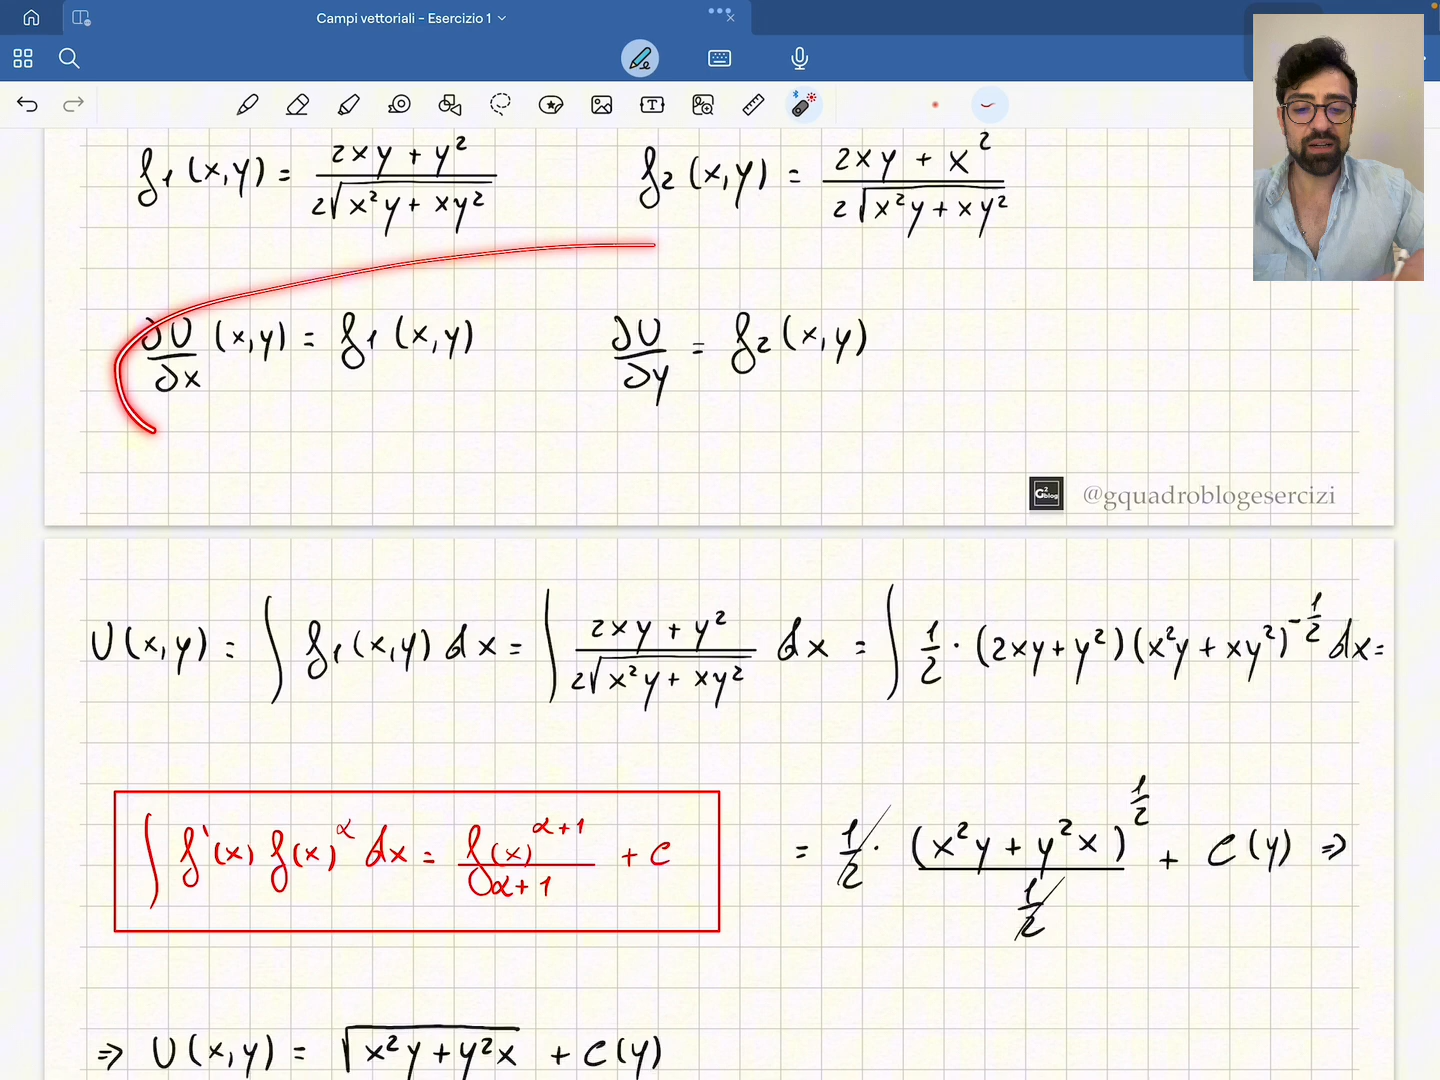 Campi vettoriali - Esercizio 1
f₁(x,y) = (2xy + y²) / (2√(x²y + xy²))    f₂(x,y) = (2xy + x²) / (2√(x²y + xy²))
∂U/∂x (x,y) = f₁(x,y)    ∂U/∂y = f₂(x,y)
G² blog @gquadroblogesercizi
U(x,y) = ∫ f₁(x,y) dx = ∫ (2xy + y²) / (2√(x²y + xy²)) dx = ∫ 1/2 · (2xy + y²)(x²y + xy²)^(-1/2) dx =
∫ f'(x) f(x)^α dx = f(x)^(α+1) / (α+1) + c    = 1/2 · (x²y + y²x)^(1/2) / (1/2) + C(y) ⇒
⇒ U(x,y) = √(x²y + y²x) + C(y)